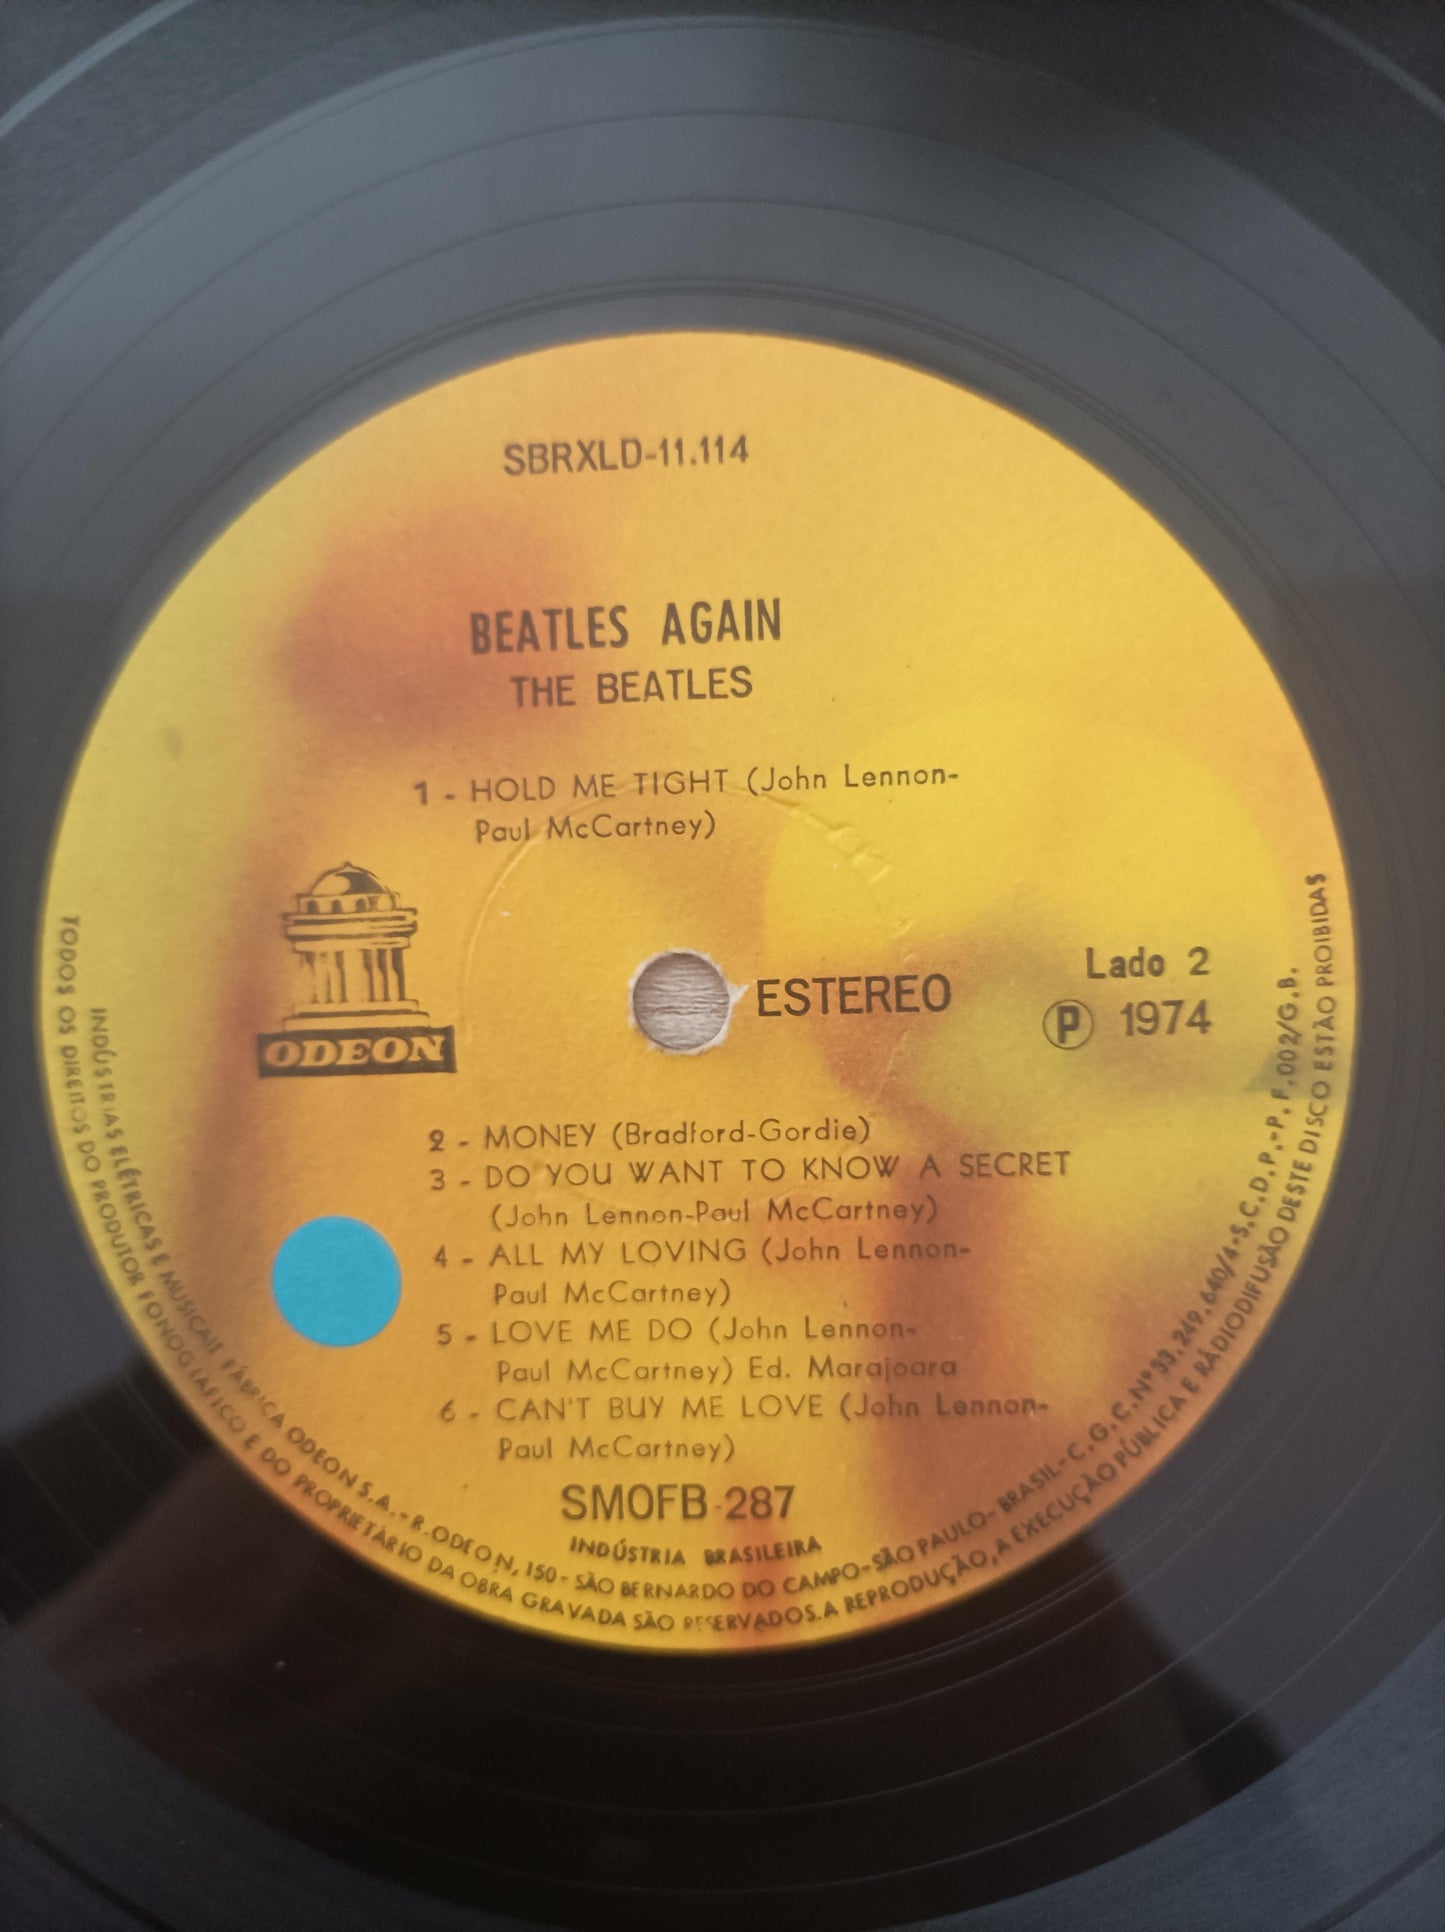 SBRXLD-11.114
BEATLES AGAIN
THE BEATLES
1 - HOLD ME TIGHT (John Lennon-
Paul McCartney)
ODEON
ESTEREO
Lado 2
Ⓟ 1974
2 - MONEY (Bradford-Gordie)
3 - DO YOU WANT TO KNOW A SECRET
(John Lennon-Paul McCartney)
4 - ALL MY LOVING (John Lennon-
Paul McCartney)
5 - LOVE ME DO (John Lennon-
Paul McCartney) Ed. Marajoara
6 - CAN'T BUY ME LOVE (John Lennon-
Paul McCartney)
SMOFB-287
INDÚSTRIA BRASILEIRA
INDÚSTRIAS ELÉTRICAS E MUSICAIS FÁBRICA ODEON S.A.-R. ODEON, 150 - SÃO BERNARDO DO CAMPO-SÃO PAULO-BRASIL-C.G.C. Nº 33.249.640/4-S.C.D.P.-P.F. 002/G.B.
TODOS OS DIREITOS DO PRODUTOR FONOGRÁFICO E DO PROPRIETÁRIO DA OBRA GRAVADA SÃO RESERVADOS. A REPRODUÇÃO, A EXECUÇÃO PÚBLICA E RÁDIODIFUSÃO DESTE DISCO ESTÃO PROIBIDAS